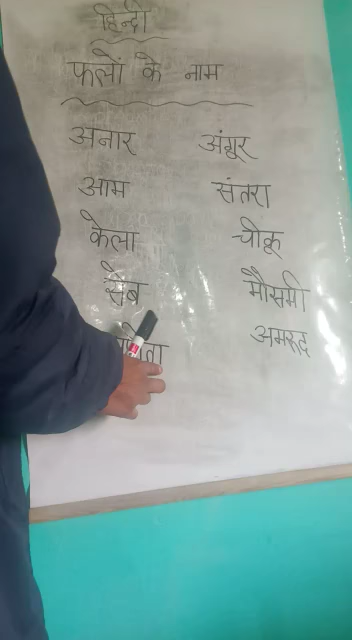 हिन्दी
फलों के नाम
अनार अंगूर
आम संतरा
केला चीकू
सेब मौसमी
अमरूद